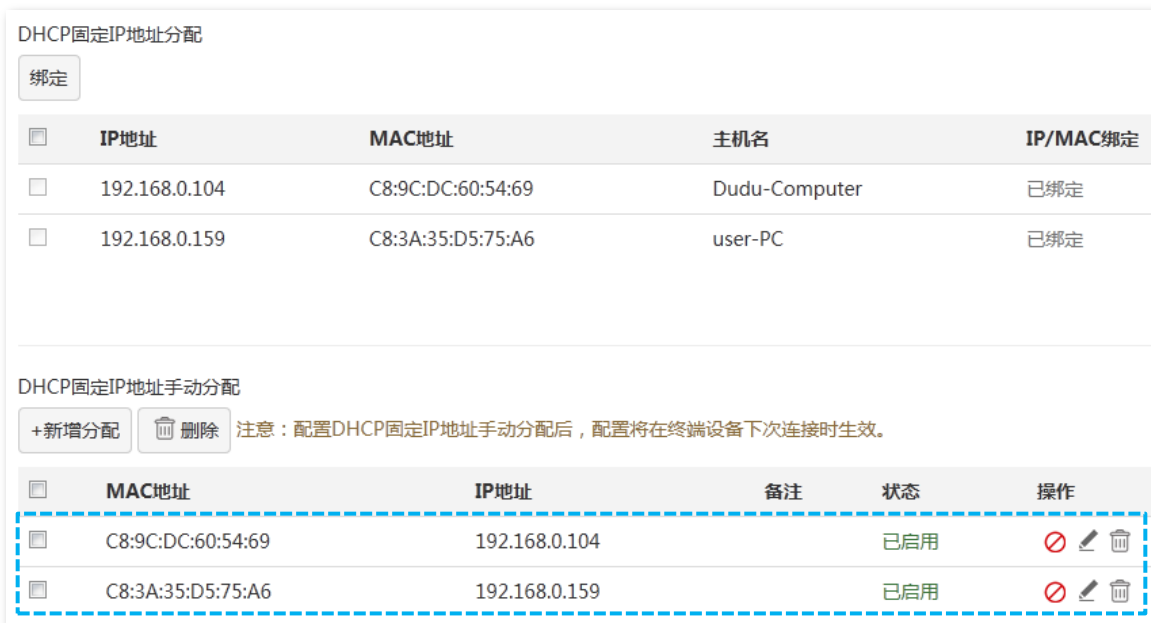 DHCP固定IP地址分配
绑定
IP地址 MAC地址 主机名 IP/MAC绑定
192.168.0.104 C8:9C:DC:60:54:69 Dudu-Computer 已绑定
192.168.0.159 C8:3A:35:D5:75:A6 user-PC 已绑定
DHCP固定IP地址手动分配
+新增分配 删除 注意：配置DHCP固定IP地址手动分配后，配置将在终端设备下次连接时生效。
MAC地址 IP地址 备注 状态 操作
C8:9C:DC:60:54:69 192.168.0.104 已启用
C8:3A:35:D5:75:A6 192.168.0.159 已启用